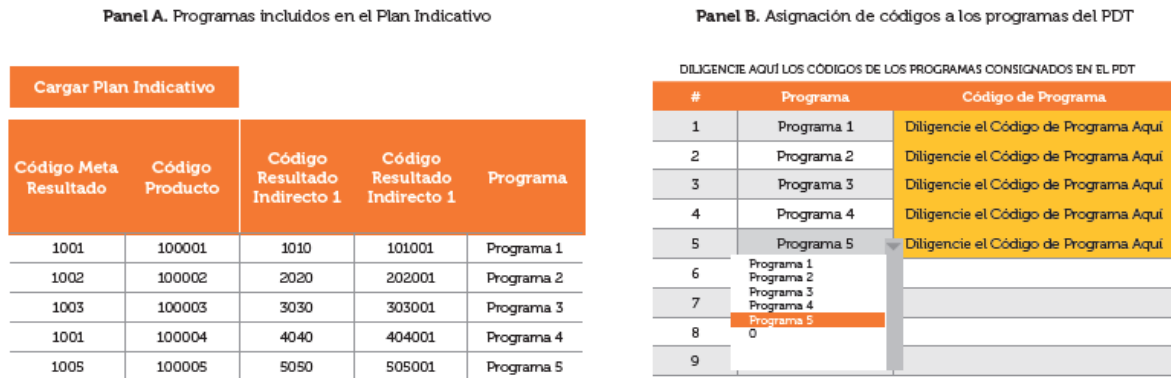 Panel A. Programas incluidos en el Plan Indicativo
Cargar Plan Indicativo
Código Meta Resultado Código Producto Código Resultado Indirecto 1 Código Resultado Indirecto 1 Programa
1001 100001 1010 101001 Programa 1
1002 100002 2020 202001 Programa 2
1003 100003 3030 303001 Programa 3
1001 100004 4040 404001 Programa 4
1005 100005 5050 505001 Programa 5
Panel B. Asignación de códigos a los programas del PDT
DILIGENCIE AQUÍ LOS CÓDIGOS DE LOS PROGRAMAS CONSIGNADOS EN EL PDT
# Programa Código de Programa
1 Programa 1 Diligencie el Código de Programa Aquí
2 Programa 2 Diligencie el Código de Programa Aquí
3 Programa 3 Diligencie el Código de Programa Aquí
4 Programa 4 Diligencie el Código de Programa Aquí
5 Programa 5 Diligencie el Código de Programa Aquí
6
7
8
9
Programa 1
Programa 2
Programa 3
Programa 4
Programa 5
0